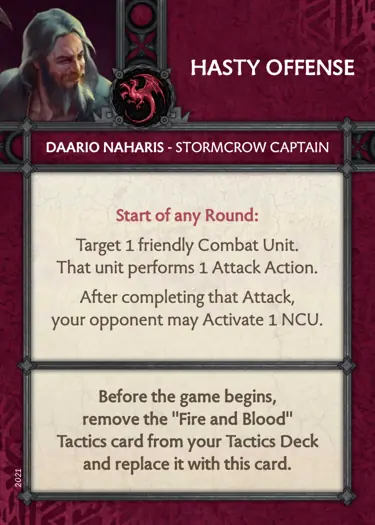 HASTY OFFENSE
DAARIO NAHARIS - STORMCROW CAPTAIN
Start of any Round:
Target 1 friendly Combat Unit.
That unit performs 1 Attack Action.
After completing that Attack,
your opponent may Activate 1 NCU.
Before the game begins,
remove the "Fire and Blood"
Tactics card from your Tactics Deck
and replace it with this card.
2021